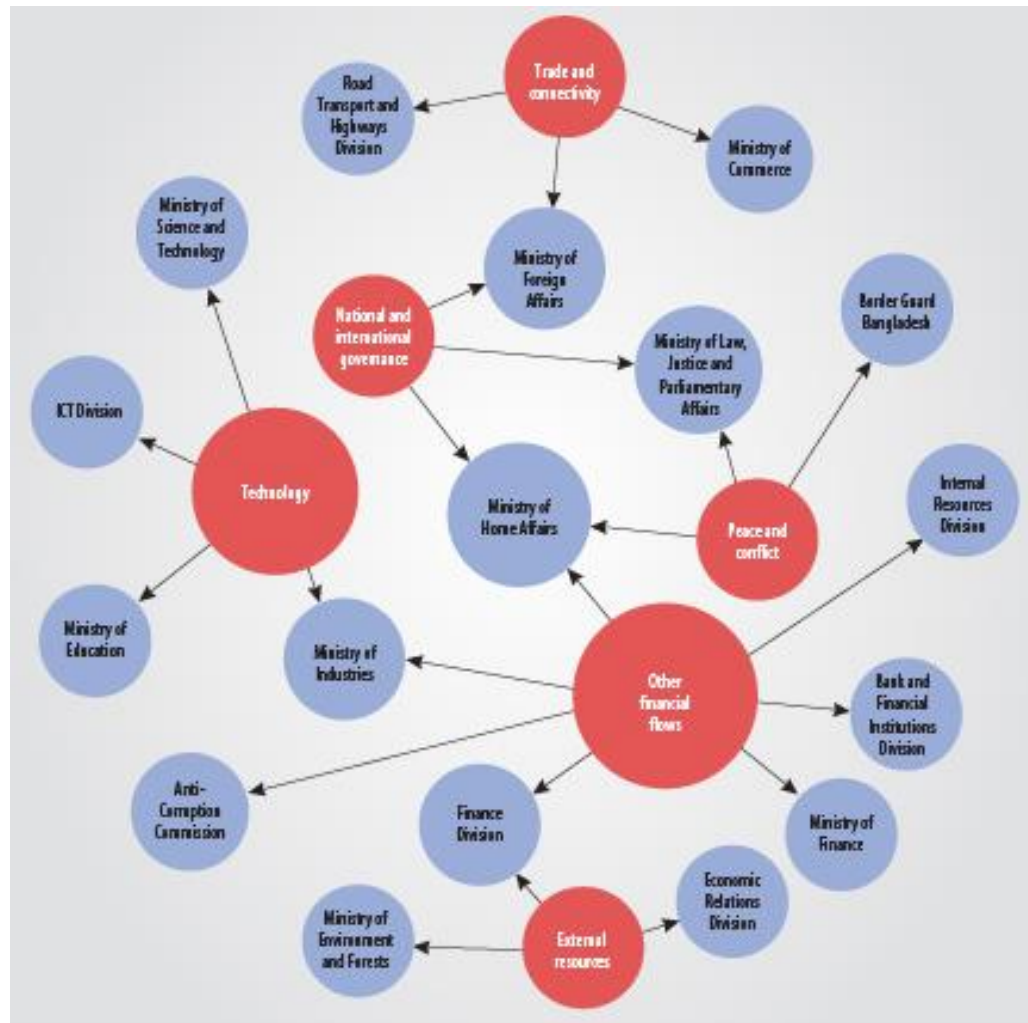 Trade and
connectivity
Road
Transport and
Highways
Division
Ministry of
Commerce
Ministry of
Science and
Technology
Ministry of
Foreign
Affairs
National and
international
governance
Border Guard
Bangladesh
Ministry of Law,
Justice and
Parliamentary
Affairs
ICT Division
Technology
Ministry of
Home Affairs
Internal
Resources
Division
Peace and
conflict
Ministry of
Education
Ministry of
Industries
Other
financial
flows
Bank and
Financial
Institutions
Division
Anti-
Corruption
Commission
Finance
Division
Ministry of
Finance
Economic
Relations
Division
Ministry of
Environment
and Forests
External
resources